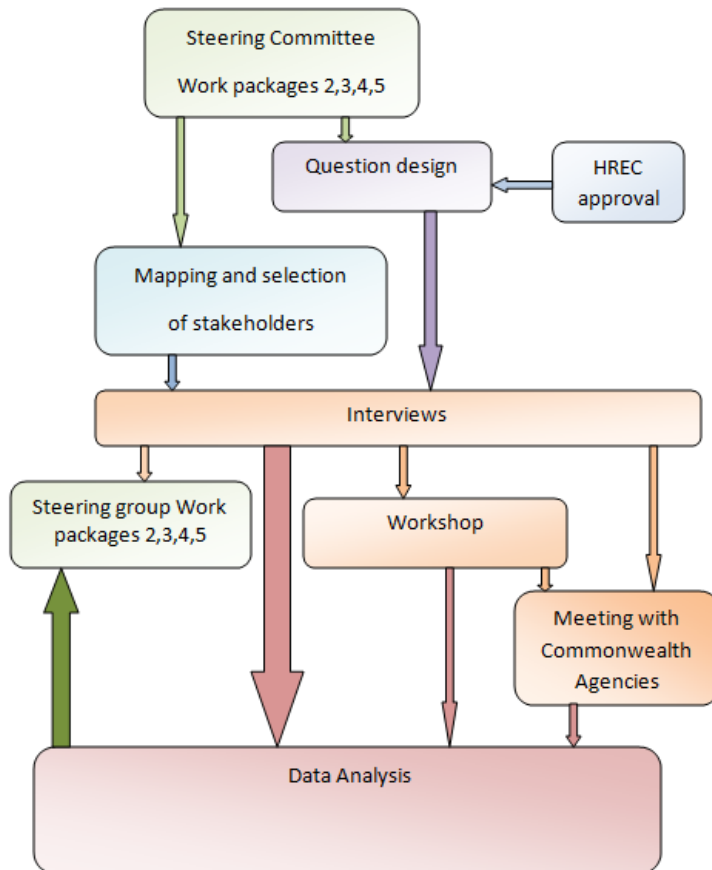 Steering Committee
Work packages 2,3,4,5
Question design
HREC
approval
Mapping and selection
of stakeholders
Interviews
Steering group Work
packages 2,3,4,5
Workshop
Meeting with
Commonwealth
Agencies
Data Analysis